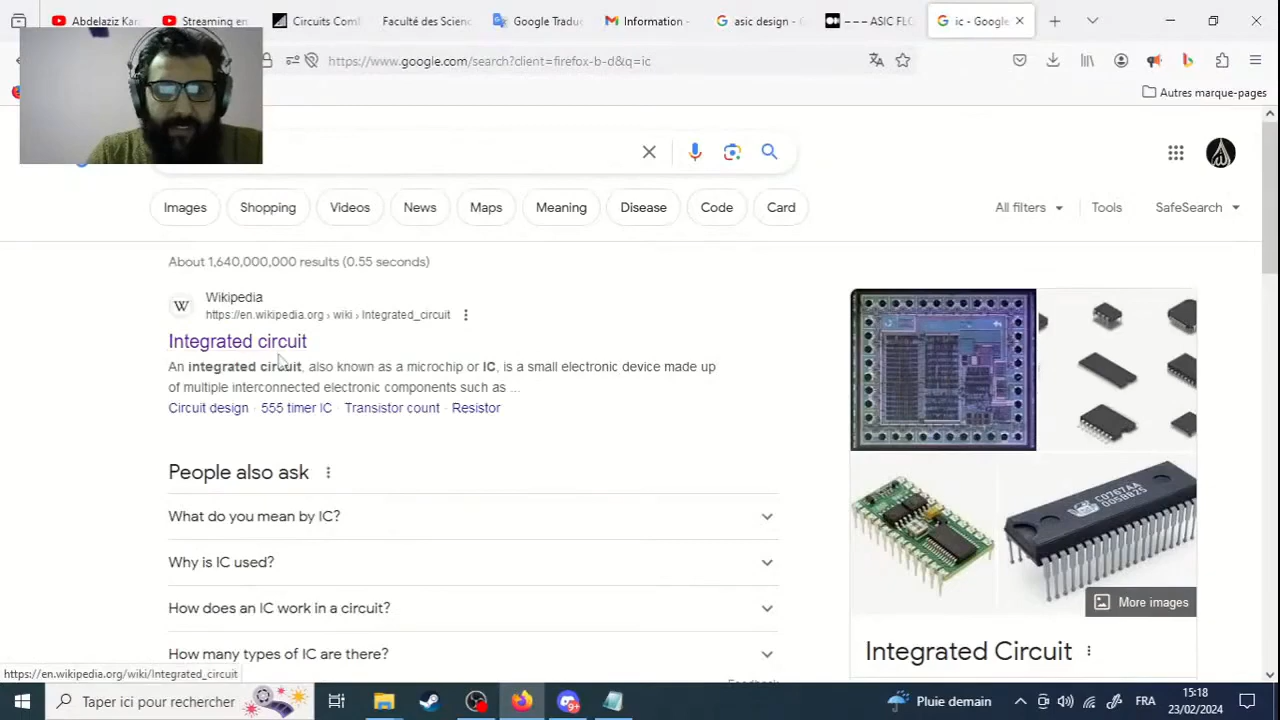 Abdelaziz Kara
Streaming en
Circuits Coml
Faculté des Scien
Google Tradu
Information -
asic design - G
– – – ASIC FLO
ic - Google
https://www.google.com/search?client=firefox-b-d&q=ic
Autres marque-pages
Images
Shopping
Videos
News
Maps
Meaning
Disease
Code
Card
All filters
Tools
SafeSearch
About 1,640,000,000 results (0.55 seconds)
W
Wikipedia
https://en.wikipedia.org › wiki › Integrated_circuit
Integrated circuit
An integrated circuit, also known as a microchip or IC, is a small electronic device made up
of multiple interconnected electronic components such as ...
Circuit design · 555 timer IC · Transistor count · Resistor
People also ask
What do you mean by IC?
Why is IC used?
How does an IC work in a circuit?
How many types of IC are there?
More images
Integrated Circuit
https://en.wikipedia.org/wiki/Integrated_circuit
Taper ici pour rechercher
Pluie demain
FRA
15:18
23/02/2024